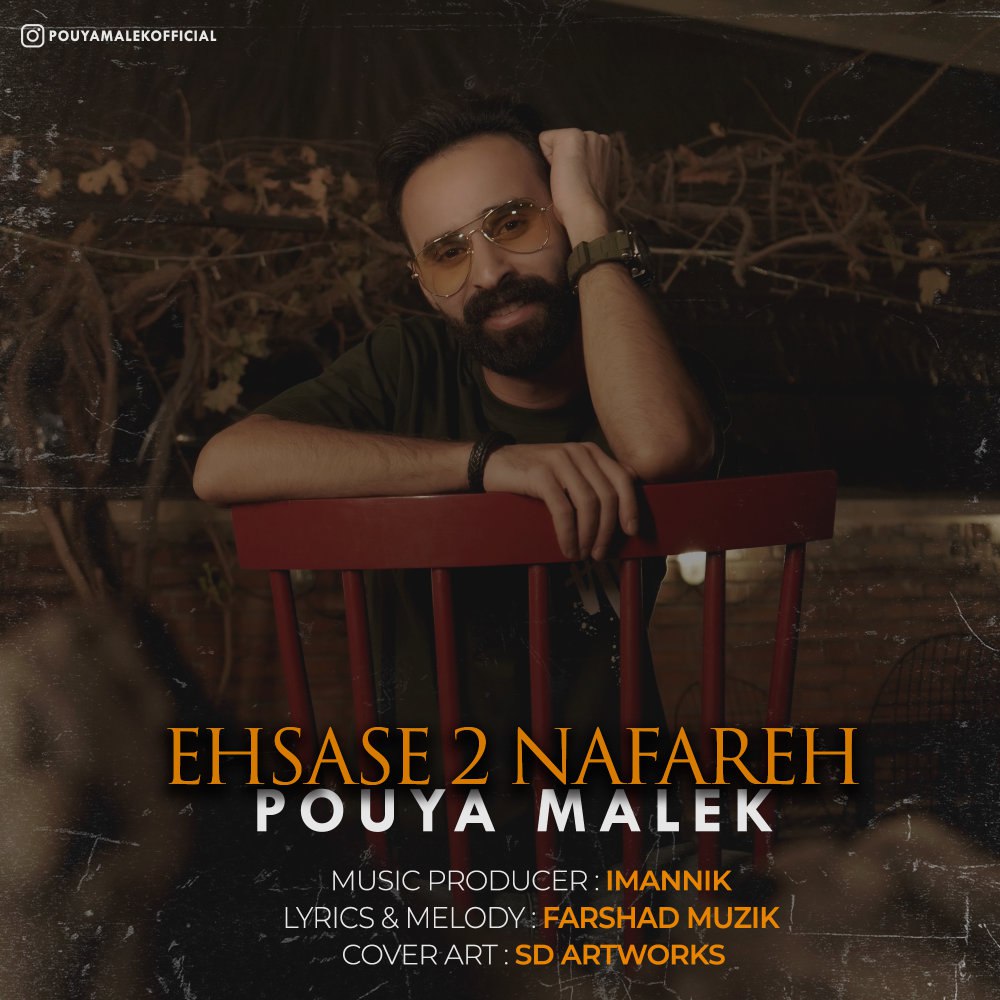 POUYAMALEKOFFICIAL
EHSASE 2 NAFAREH
POUYA MALEK
MUSIC PRODUCER : IMANNIK
LYRICS & MELODY : FARSHAD MUZIK
COVER ART : SD ARTWORKS